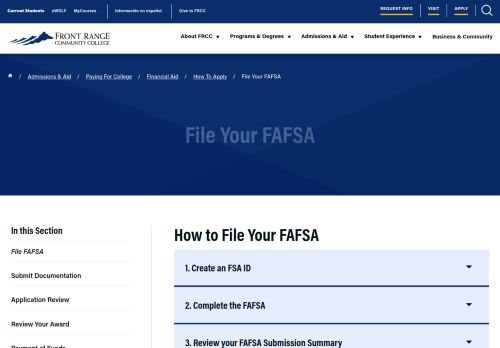 Current Students eWOLF MyCourses Información en español Give to FRCC REQUEST INFO VISIT APPLY
FRONT RANGE
COMMUNITY COLLEGE
About FRCC Programs & Degrees Admissions & Aid Student Experience Business & Community
/ Admissions & Aid / Paying For College / Financial Aid / How To Apply / File Your FAFSA
File Your FAFSA
In this Section
File FAFSA
Submit Documentation
Application Review
Review Your Award
Payment of Funds
How to File Your FAFSA
1. Create an FSA ID
2. Complete the FAFSA
3. Review your FAFSA Submission Summary